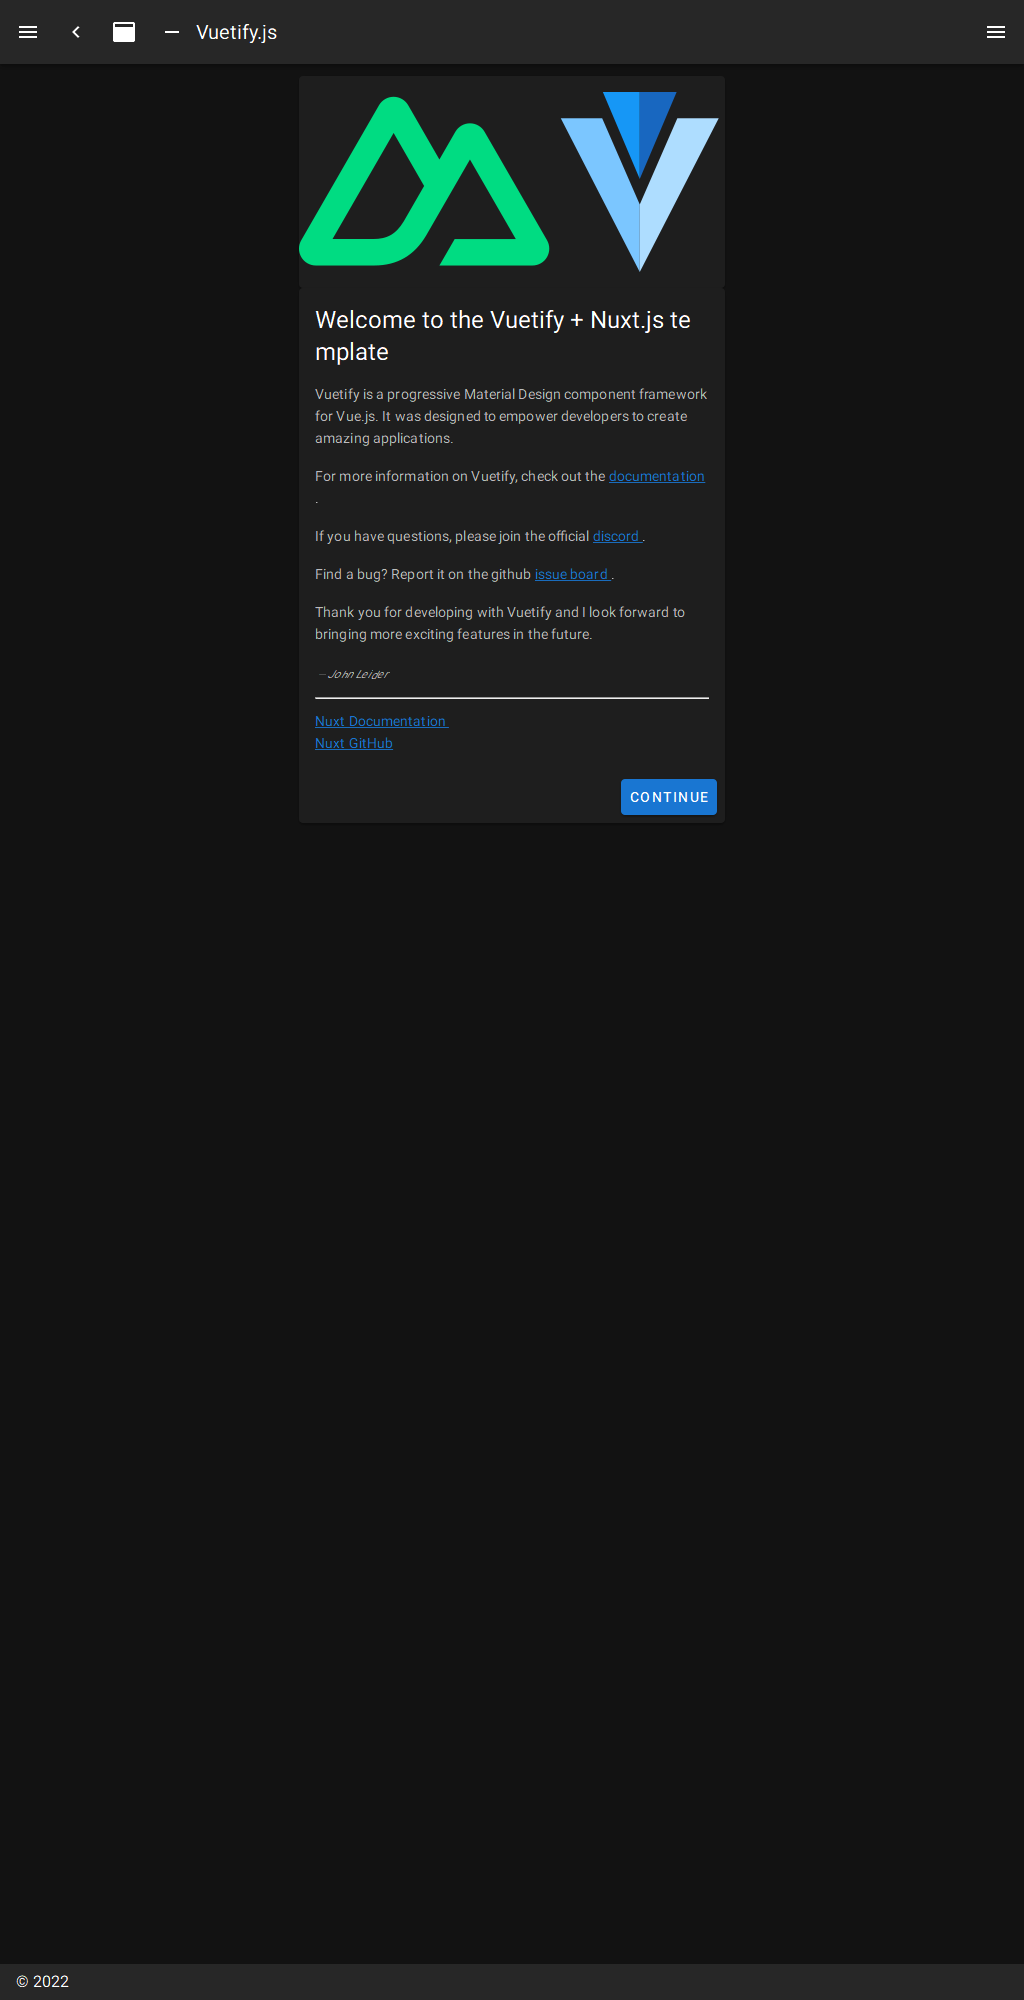 Vuetify.js
Welcome to the Vuetify + Nuxt.js te
mplate
Vuetify is a progressive Material Design component framework
for Vue.js. It was designed to empower developers to create
amazing applications.
For more information on Vuetify, check out the documentation
.
If you have questions, please join the official discord .
Find a bug? Report it on the github issue board .
Thank you for developing with Vuetify and I look forward to
bringing more exciting features in the future.
— John Leider
Nuxt Documentation
Nuxt GitHub
CONTINUE
© 2022